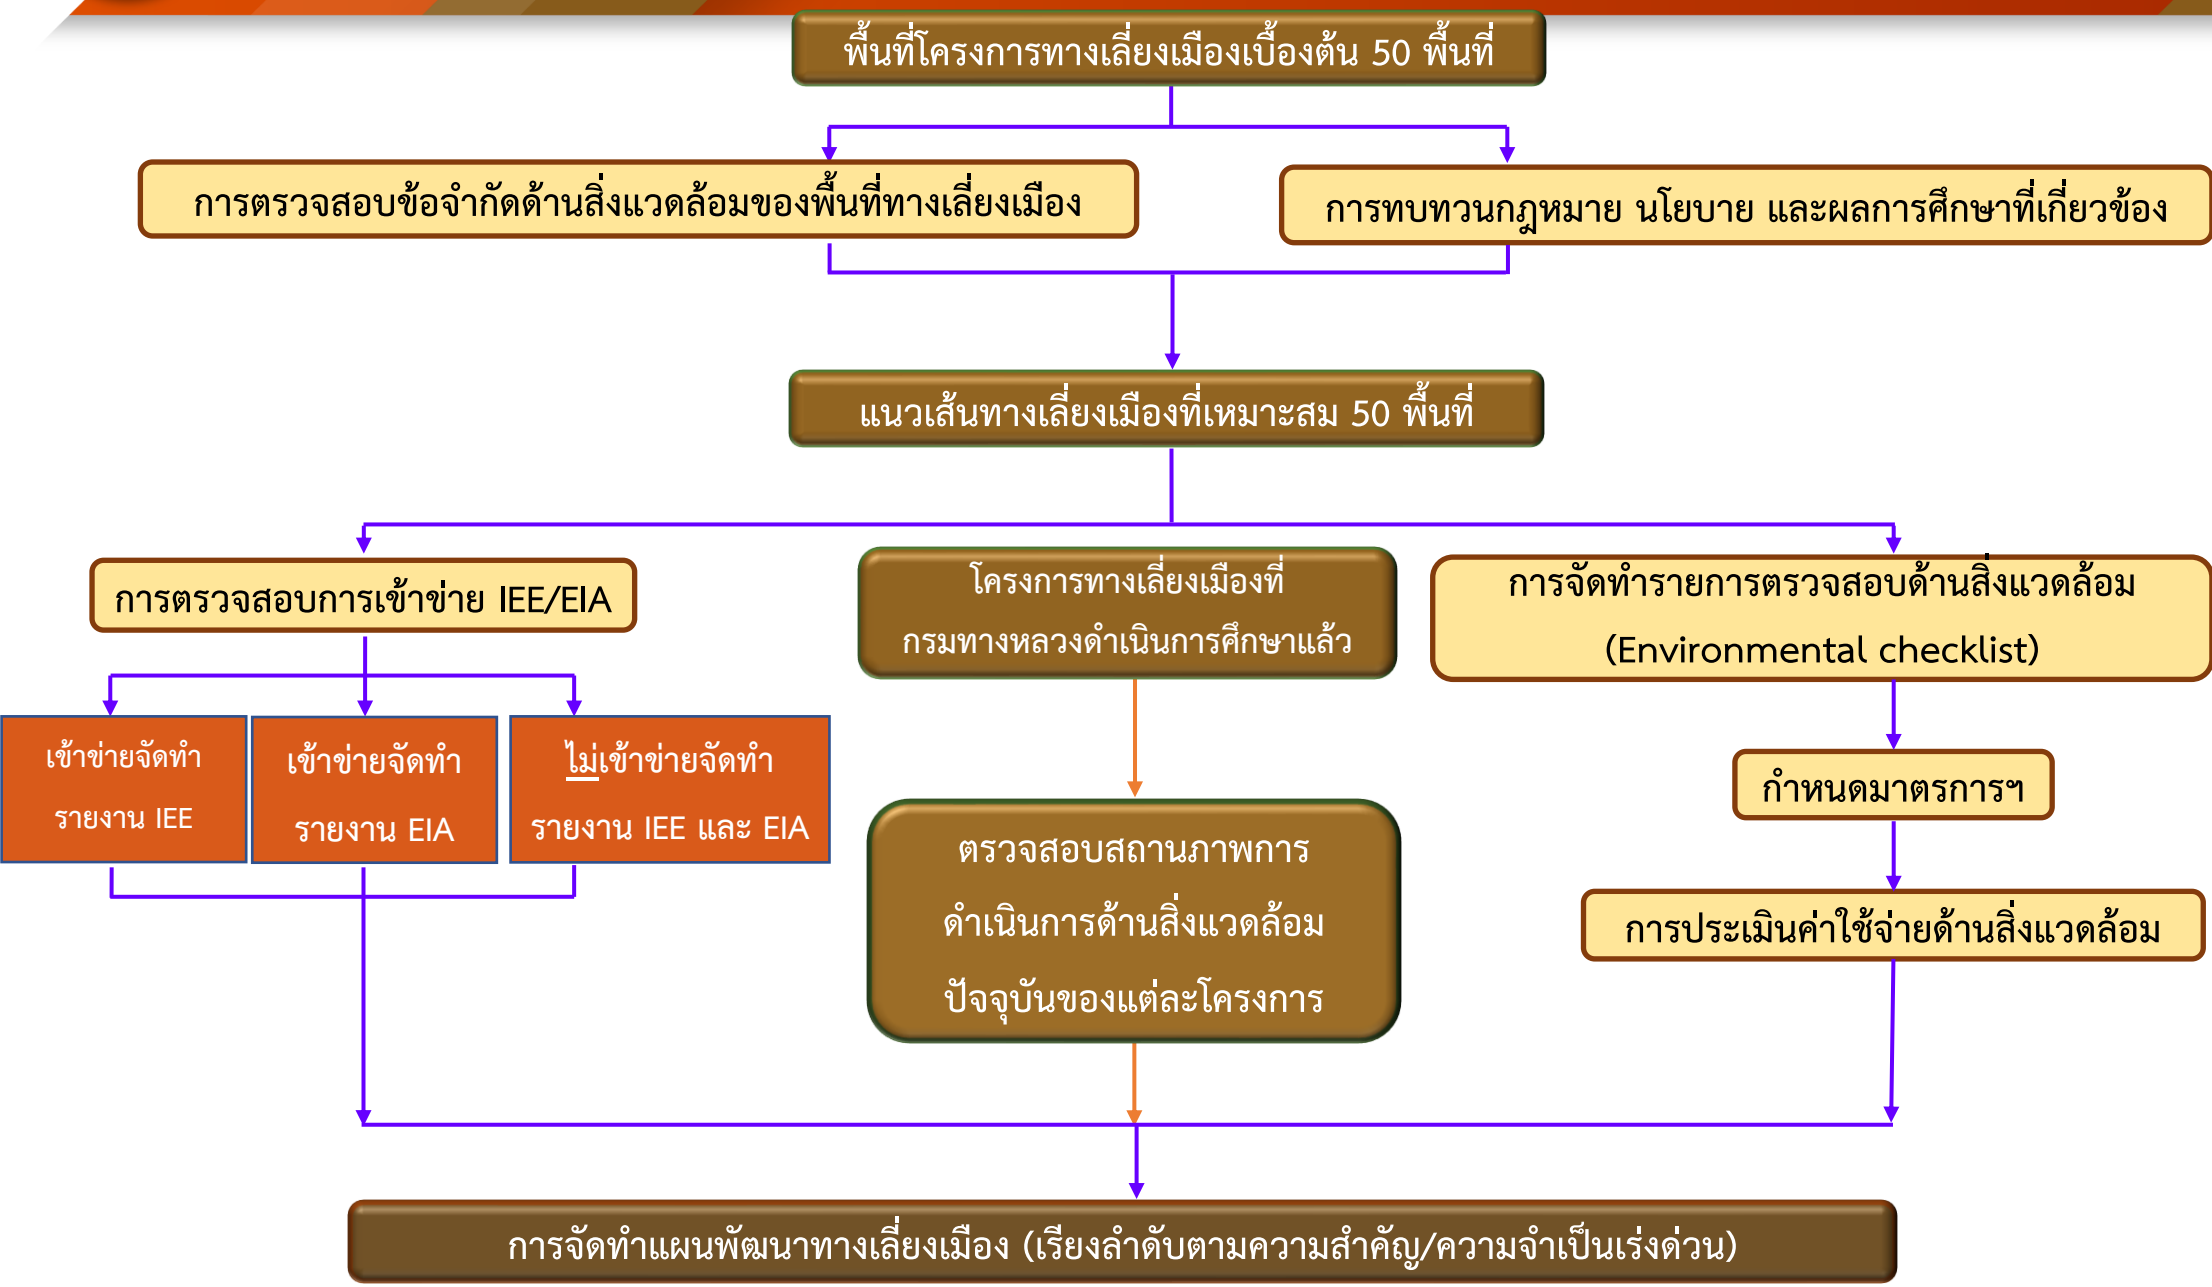 พื้นที่โครงการทางเลี่ยงเมืองเบื้องต้น 50 พื้นที่
การตรวจสอบข้อจำกัดด้านสิ่งแวดล้อมของพื้นที่ทางเลี่ยงเมือง
การทบทวนกฎหมาย นโยบาย และผลการศึกษาที่เกี่ยวข้อง
แนวเส้นทางเลี่ยงเมืองที่เหมาะสม 50 พื้นที่
การตรวจสอบการเข้าข่าย IEE/EIA
เข้าข่ายจัดทำ
รายงาน IEE
เข้าข่ายจัดทำ
รายงาน EIA
ไม่เข้าข่ายจัดทำ
รายงาน IEE และ EIA
โครงการทางเลี่ยงเมืองที่
กรมทางหลวงดำเนินการศึกษาแล้ว
ตรวจสอบสถานภาพการ
ดำเนินการด้านสิ่งแวดล้อม
ปัจจุบันของแต่ละโครงการ
การจัดทำรายการตรวจสอบด้านสิ่งแวดล้อม
(Environmental checklist)
กำหนดมาตรการฯ
การประเมินค่าใช้จ่ายด้านสิ่งแวดล้อม
การจัดทำแผนพัฒนาทางเลี่ยงเมือง (เรียงลำดับตามความสำคัญ/ความจำเป็นเร่งด่วน)